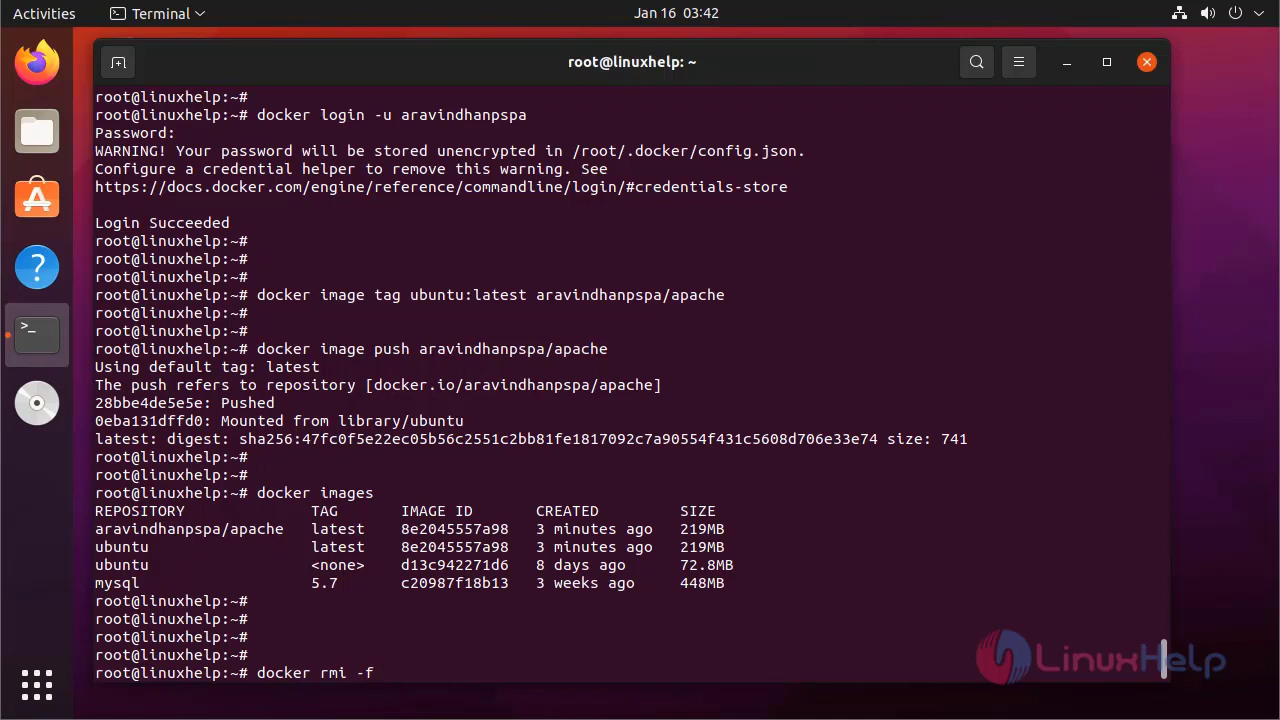 Activities Terminal Jan 16 03:42
root@linuxhelp: ~
root@linuxhelp:~#
root@linuxhelp:~# docker login -u aravindhanpspa
Password:
WARNING! Your password will be stored unencrypted in /root/.docker/config.json.
Configure a credential helper to remove this warning. See
https://docs.docker.com/engine/reference/commandline/login/#credentials-store
Login Succeeded
root@linuxhelp:~#
root@linuxhelp:~#
root@linuxhelp:~#
root@linuxhelp:~# docker image tag ubuntu:latest aravindhanpspa/apache
root@linuxhelp:~#
root@linuxhelp:~#
root@linuxhelp:~# docker image push aravindhanpspa/apache
Using default tag: latest
The push refers to repository [docker.io/aravindhanpspa/apache]
28bbe4de5e5e: Pushed
0eba131dffd0: Mounted from library/ubuntu
latest: digest: sha256:47fc0f5e22ec05b56c2551c2bb81fe1817092c7a90554f431c5608d706e33e74 size: 741
root@linuxhelp:~#
root@linuxhelp:~#
root@linuxhelp:~# docker images
REPOSITORY TAG IMAGE ID CREATED SIZE
aravindhanpspa/apache latest 8e2045557a98 3 minutes ago 219MB
ubuntu latest 8e2045557a98 3 minutes ago 219MB
ubuntu <none> d13c942271d6 8 days ago 72.8MB
mysql 5.7 c20987f18b13 3 weeks ago 448MB
root@linuxhelp:~#
root@linuxhelp:~#
root@linuxhelp:~#
root@linuxhelp:~#
root@linuxhelp:~# docker rmi -f
LinuxHelp